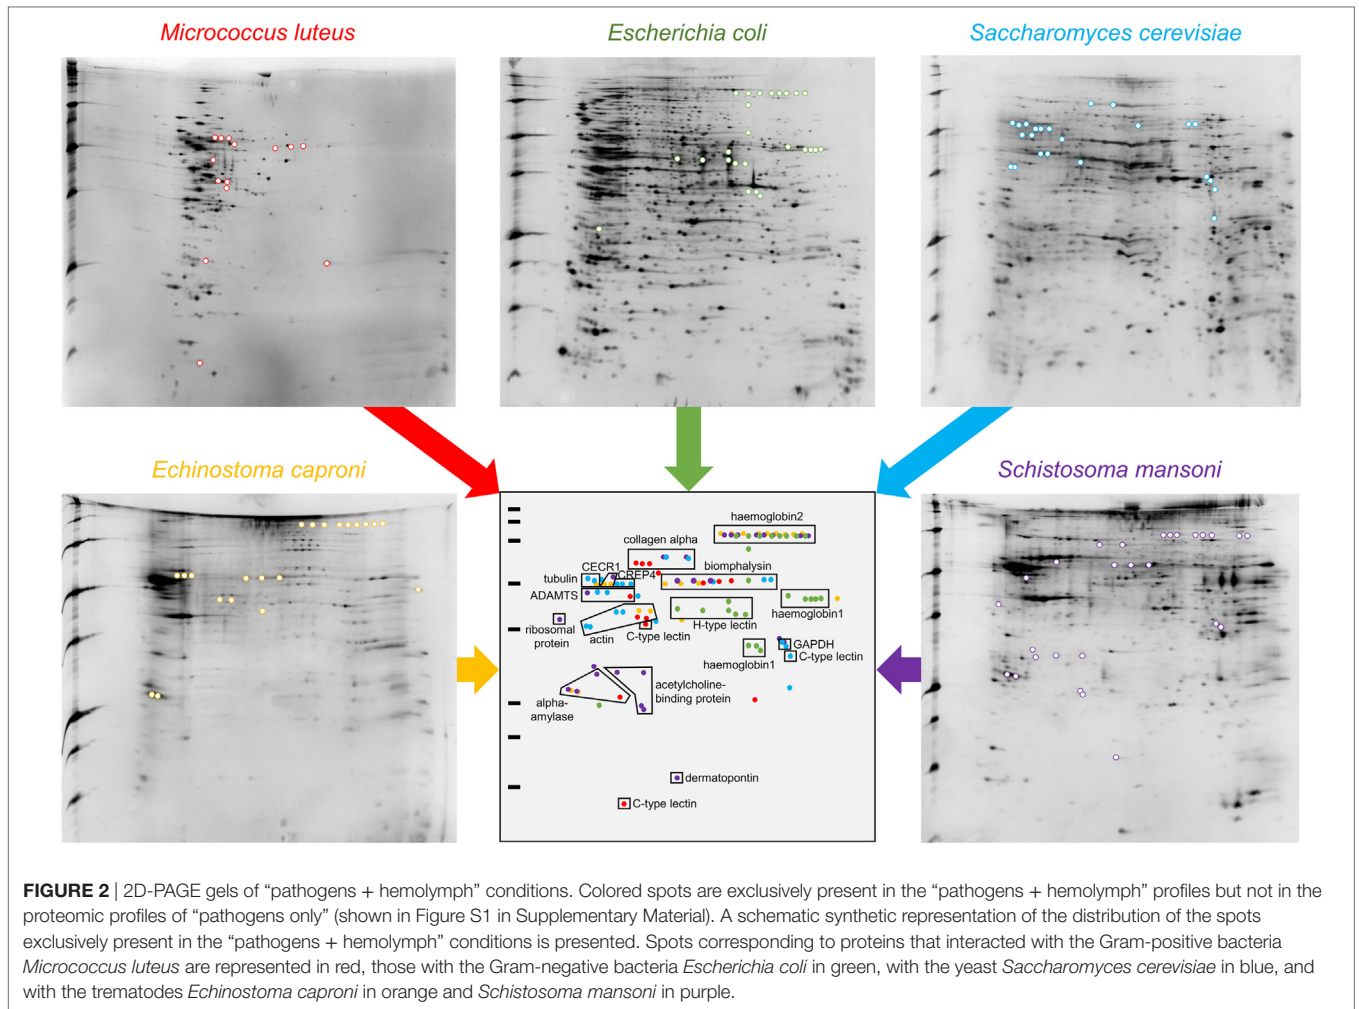 Micrococcus luteus
Escherichia coli
Saccharomyces cerevisiae
Echinostoma caproni
Schistosoma mansoni
haemoglobin2
collagen alpha
CECR1
CREP4
biomphalysin
tubulin
ADAMTS
haemoglobin1
ribosomal
protein
actin
C-type lectin
H-type lectin
GAPDH
C-type lectin
haemoglobin1
acetylcholine-
binding protein
alpha-
amylase
dermatopontin
C-type lectin
FIGURE 2 | 2D-PAGE gels of “pathogens + hemolymph” conditions. Colored spots are exclusively present in the “pathogens + hemolymph” profiles but not in the
proteomic profiles of “pathogens only” (shown in Figure S1 in Supplementary Material). A schematic synthetic representation of the distribution of the spots
exclusively present in the “pathogens + hemolymph” conditions is presented. Spots corresponding to proteins that interacted with the Gram-positive bacteria
Micrococcus luteus are represented in red, those with the Gram-negative bacteria Escherichia coli in green, with the yeast Saccharomyces cerevisiae in blue, and
with the trematodes Echinostoma caproni in orange and Schistosoma mansoni in purple.